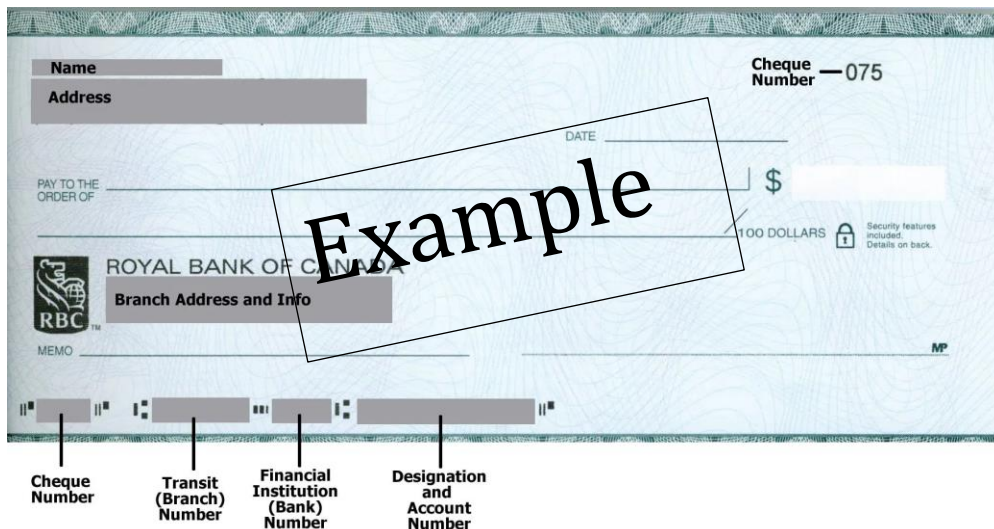 Name
Address
Cheque
Number
075
DATE
PAY TO THE
ORDER OF
$
Example
100 DOLLARS
Security features
included.
Details on back.
ROYAL BANK OF CANADA
Branch Address and Info
RBC
TM
MEMO
MP
Cheque
Number
Transit
(Branch)
Number
Financial
Institution
(Bank)
Number
Designation
and
Account
Number